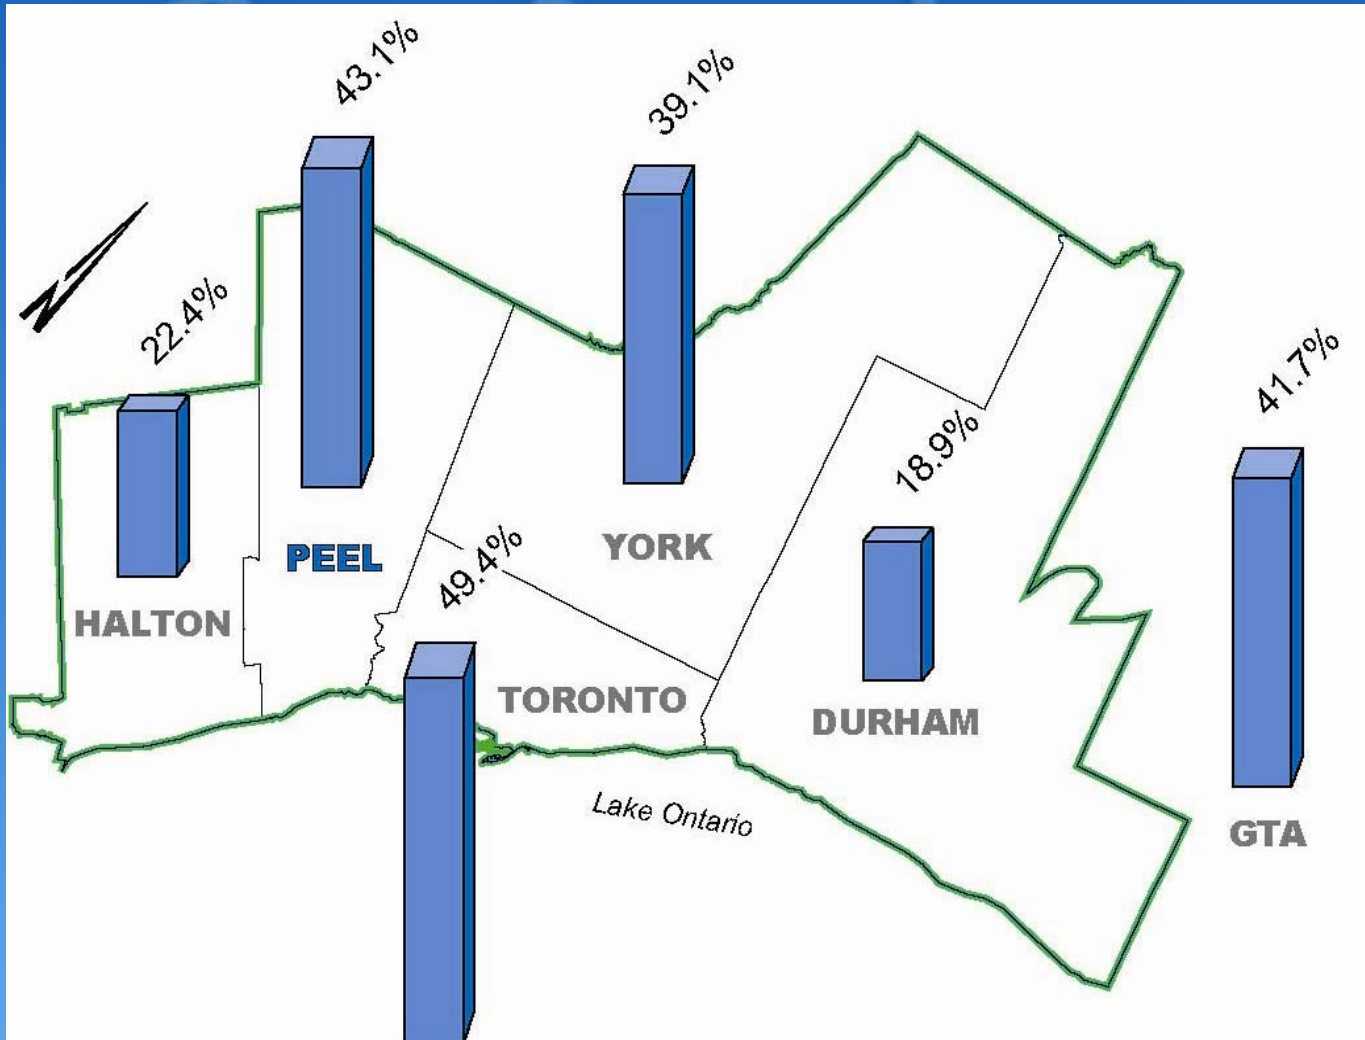 43.1%
39.1%
22.4%
41.7%
18.9%
49.4%
YORK
PEEL
HALTON
TORONTO
DURHAM
Lake Ontario
GTA
N